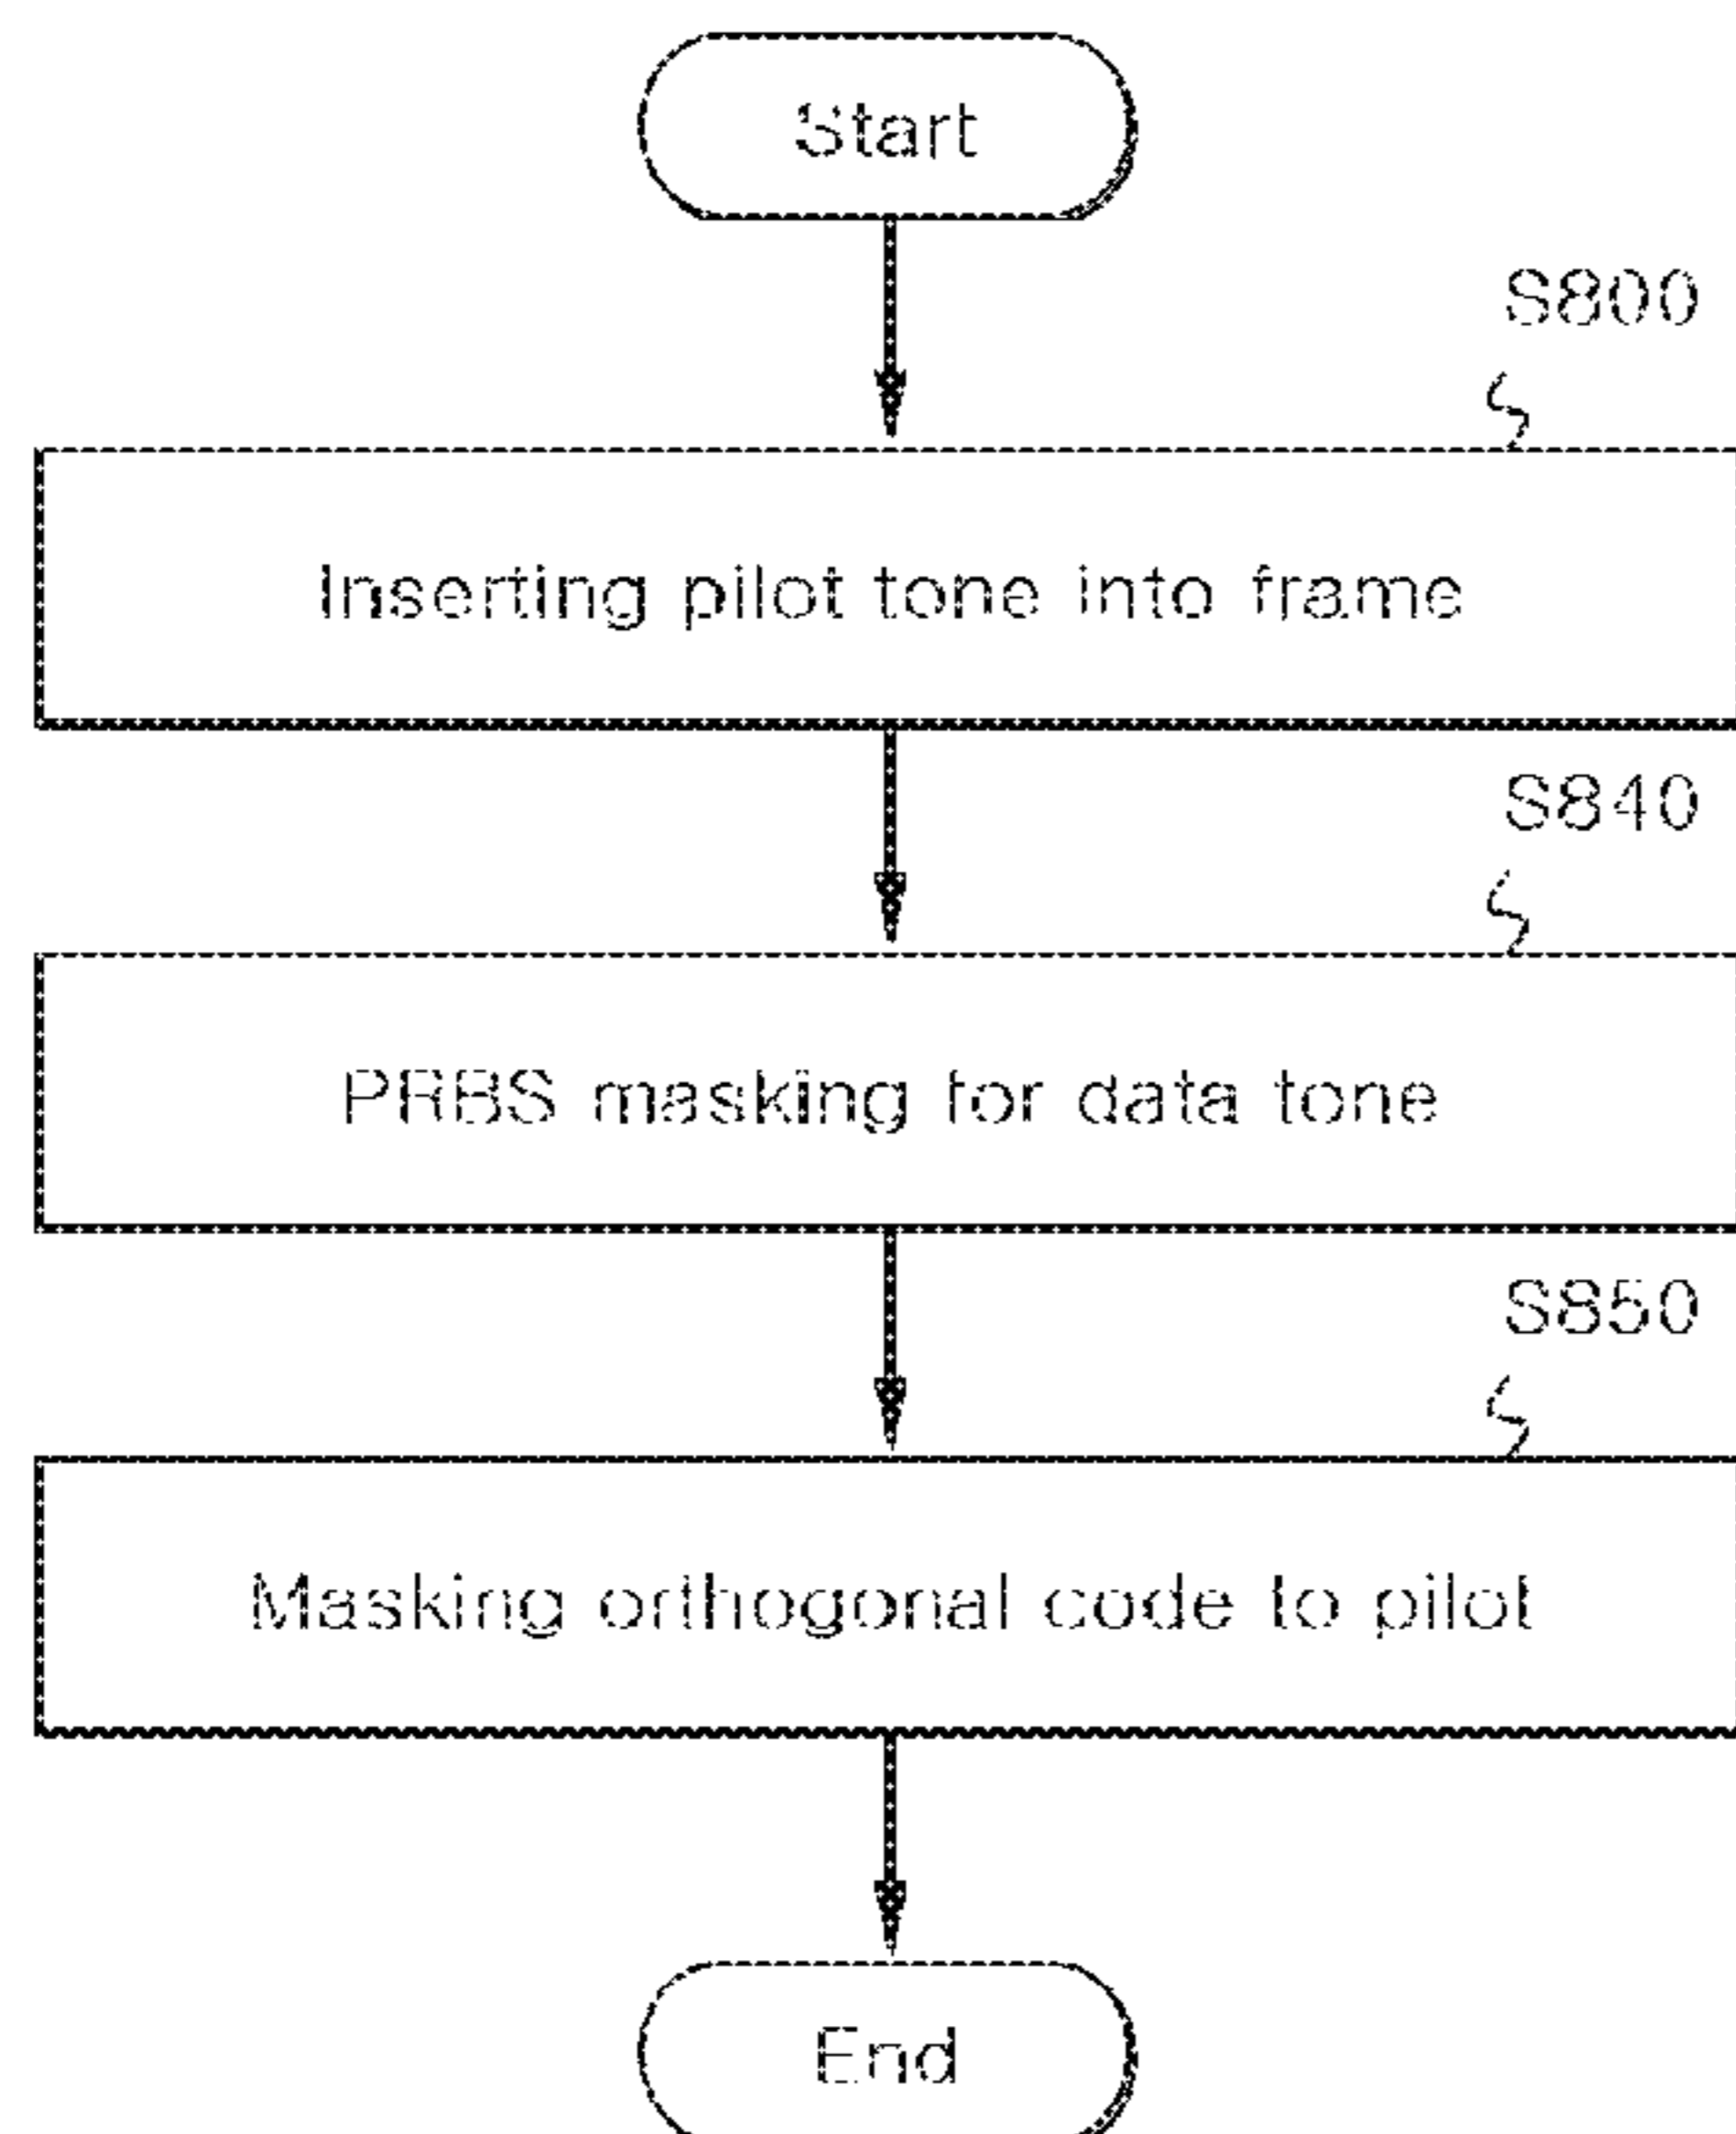 Start
S800
Inserting pilot tone into frame
S840
PRBS masking for data tone
S850
Masking orthogonal code to pilot
End